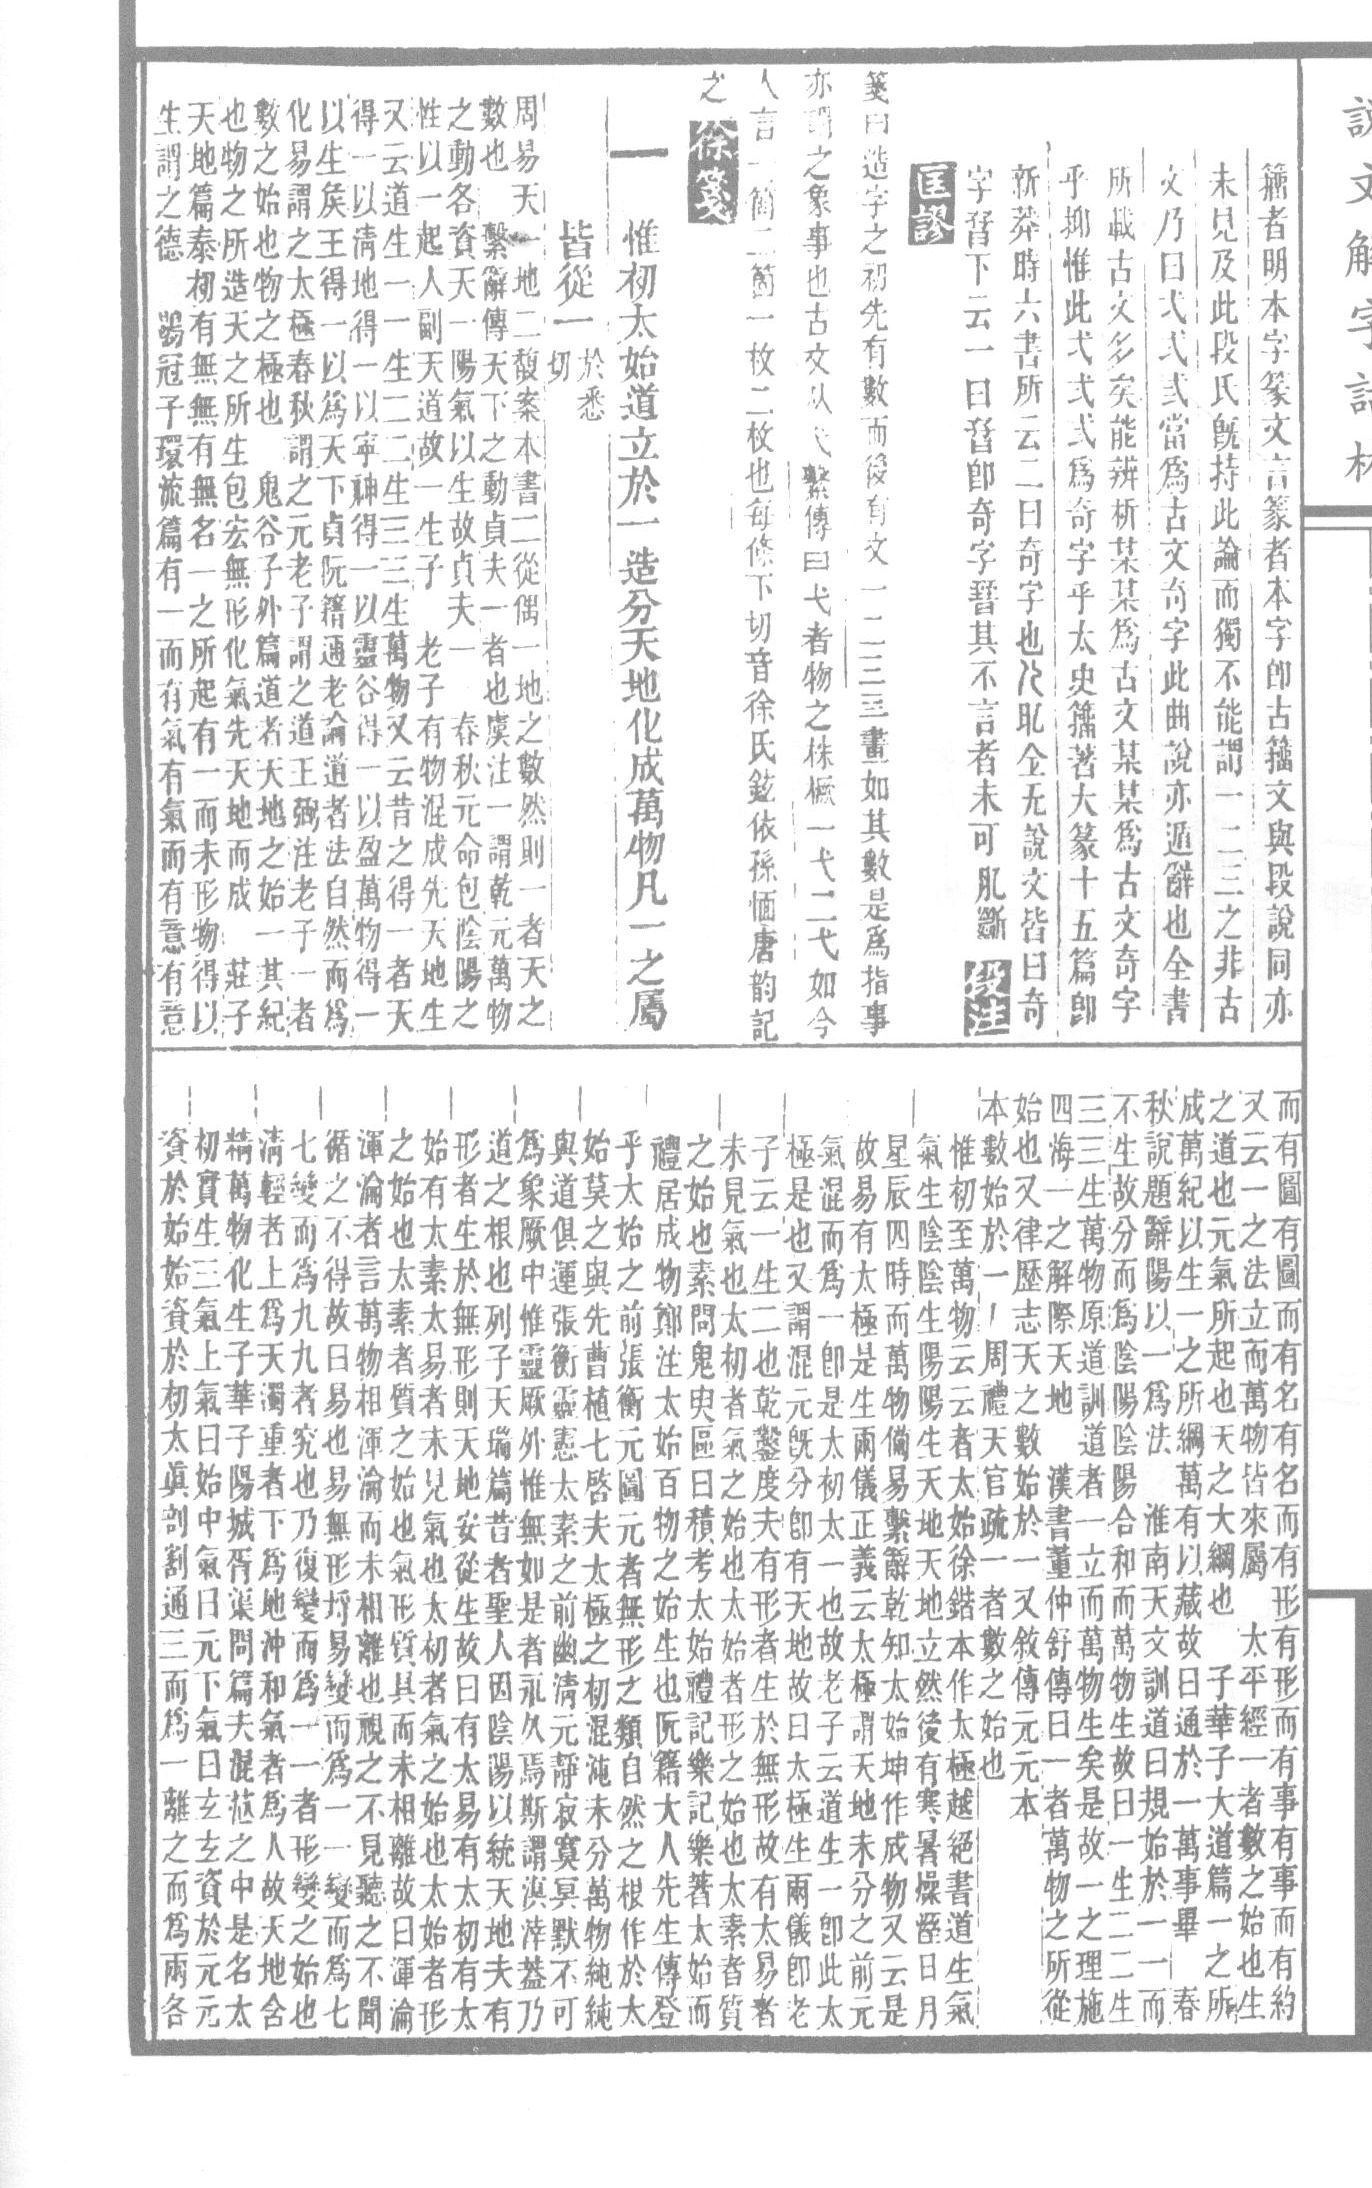 說文解字詁林
籒者明本字篆文言篆者本字卽古籒文與段說同亦
未見及此段氏旣持此論而獨不能謂一二三之非古
文乃曰弌弍弎當爲古文奇字此曲說亦遁辭也全書
所載古文多矣能辨析某某爲古文某某爲古文奇字
乎抑惟此弌弍弎爲奇字乎太史籒著大篆十五篇卽
新莽時六書所云二曰奇字也 无說文皆曰奇
字 下云一曰 卽奇字 其不言者未可肊斷 段注
匡謬
箋曰造字之初先有數而後有文一二三亖畫如其數是爲指事
亦謂之象事也古文从弋繫傳曰弋者物之株橛一弋二弋如今
人言一箇二箇一枚二枚也每條下切音徐氏鉉依孫愐唐韵記
之 徐箋
一 惟初太始道立於一造分天地化成萬物凡一之屬
皆從一 於悉切
周易天一地二馥案本書二從偶一地之數然則一者天之
數也 繫辭傳天下之動貞夫一者也虞注一謂乾元萬物
之動各資天一陽氣以生故貞夫一 春秋元命包陰陽之
性以一起人副天道故一生子 老子有物混成先天地生
又云道生一一生二二生三三生萬物又云昔之得一者天
得一以淸地得一以寧神得一以靈谷得一以盈萬物得一
以生矦王得一以爲天下貞阮籍通老論道者法自然而爲
化易謂之太極春秋謂之元老子謂之道王弼注老子一者
數之始也物之極也 鬼谷子外篇道者天地之始一其紀
也物之所造天之所生包宏無形化氣先天地而成 莊子
天地篇泰初有無無有無名一之所起有一而未形物得以
生謂之德 鶡冠子環流篇有一而有氣有氣而有意有意
而有圖有圖而有名有名而有形有形而有事有事而有約
又云一之法立而萬物皆來屬 太平經一者數之始也生
之道也元氣所起也天之大綱也 子華子大道篇一之所
成萬紀以生一之所綱萬有以藏故曰通於一萬事畢 春
秋說題辭陽以一爲法 淮南天文訓道曰規始於一一而
不生故分而爲陰陽陰陽合和而萬物生故曰一生二二生
三三生萬物原道訓道者一立而萬物生矣是故一之理施
四海一之解際天地 漢書董仲舒傳曰一者萬物之所從
始也又律歷志天之數始於一又敘傳元元本
本數始於一 周禮天官疏一者數之始也
惟初至萬物云云者太始徐鍇本作太極越絕書道生氣
氣生陰陰生陽陽生天地天地立然後有寒暑燥溼日月
星辰四時而萬物備易繫辭乾知太始坤作成物又云是
故易有太極是生兩儀正義云太極謂天地未分之前元
氣混而爲一卽是太初太一也故老子云道生一卽此太
極是也又謂混元旣分卽有天地故曰太極生兩儀卽老
子云一生二也乾鑿度夫有形者生於無形故有太易者
未見氣也太初者氣之始也太始者形之始也太素者質
之始也素問鬼臾區曰積考太始禮記樂記樂著太始而
禮居成物鄭注太始百物之始生也阮籍大人先生傳登
乎太始之前張衡元圖元者無形之類自然之根作於太
始莫之與先曹植七啓夫太極之初混沌未分萬物純純
與道俱運張衡靈憲太素之前幽淸元靜寂寞冥默不可
爲象厥中惟靈厥外惟無如是者永久焉斯謂溟涬葢乃
道之根也列子天瑞篇昔者聖人因陰陽以統天地夫有
形者生於無形則天地安從生故曰有太易有太初有太
始有太素太易者未見氣也太初者氣之始也太始者形
之始也太素者質之始也氣形質具而未相離故曰渾淪
渾淪者言萬物相渾淪而未相離也視之不見聽之不聞
循之不得故曰易也易無形埒易變而爲一一變而爲七
七變而爲九九者究也乃復變而爲一一者形變之始也
淸輕者上爲天濁重者下爲地沖和氣者爲人故天地含
精萬物化生子華子陽城胥渠問篇夫混茫之中是名太
初實生三氣上氣曰始中氣曰元下氣曰玄玄資於元元
資於始始資於初太眞剖割通三而爲一離之而爲兩各